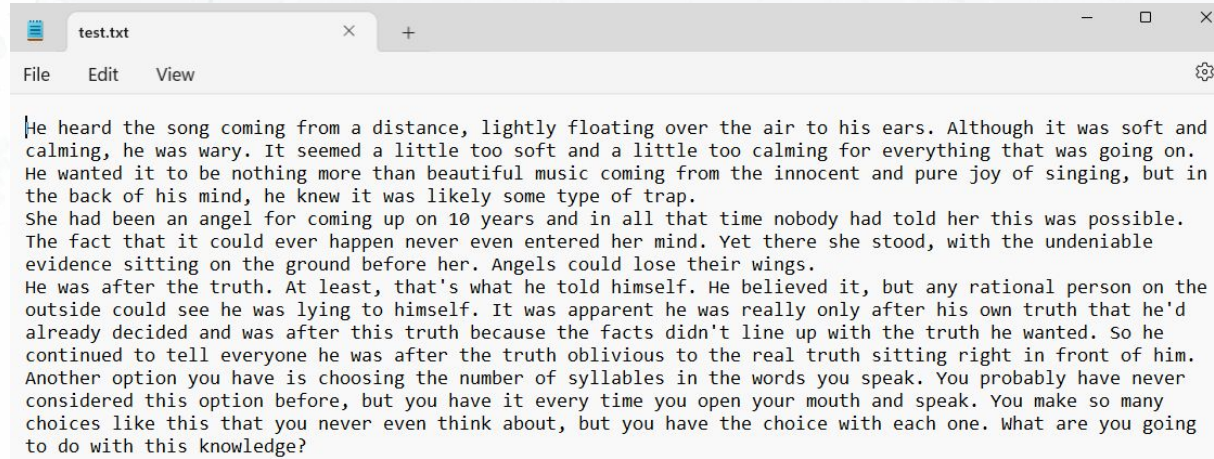 test.txt
File Edit View
He heard the song coming from a distance, lightly floating over the air to his ears. Although it was soft and
calming, he was wary. It seemed a little too soft and a little too calming for everything that was going on.
He wanted it to be nothing more than beautiful music coming from the innocent and pure joy of singing, but in
the back of his mind, he knew it was likely some type of trap.
She had been an angel for coming up on 10 years and in all that time nobody had told her this was possible.
The fact that it could ever happen never even entered her mind. Yet there she stood, with the undeniable
evidence sitting on the ground before her. Angels could lose their wings.
He was after the truth. At least, that's what he told himself. He believed it, but any rational person on the
outside could see he was lying to himself. It was apparent he was really only after his own truth that he'd
already decided and was after this truth because the facts didn't line up with the truth he wanted. So he
continued to tell everyone he was after the truth oblivious to the real truth sitting right in front of him.
Another option you have is choosing the number of syllables in the words you speak. You probably have never
considered this option before, but you have it every time you open your mouth and speak. You make so many
choices like this that you never even think about, but you have the choice with each one. What are you going
to do with this knowledge?